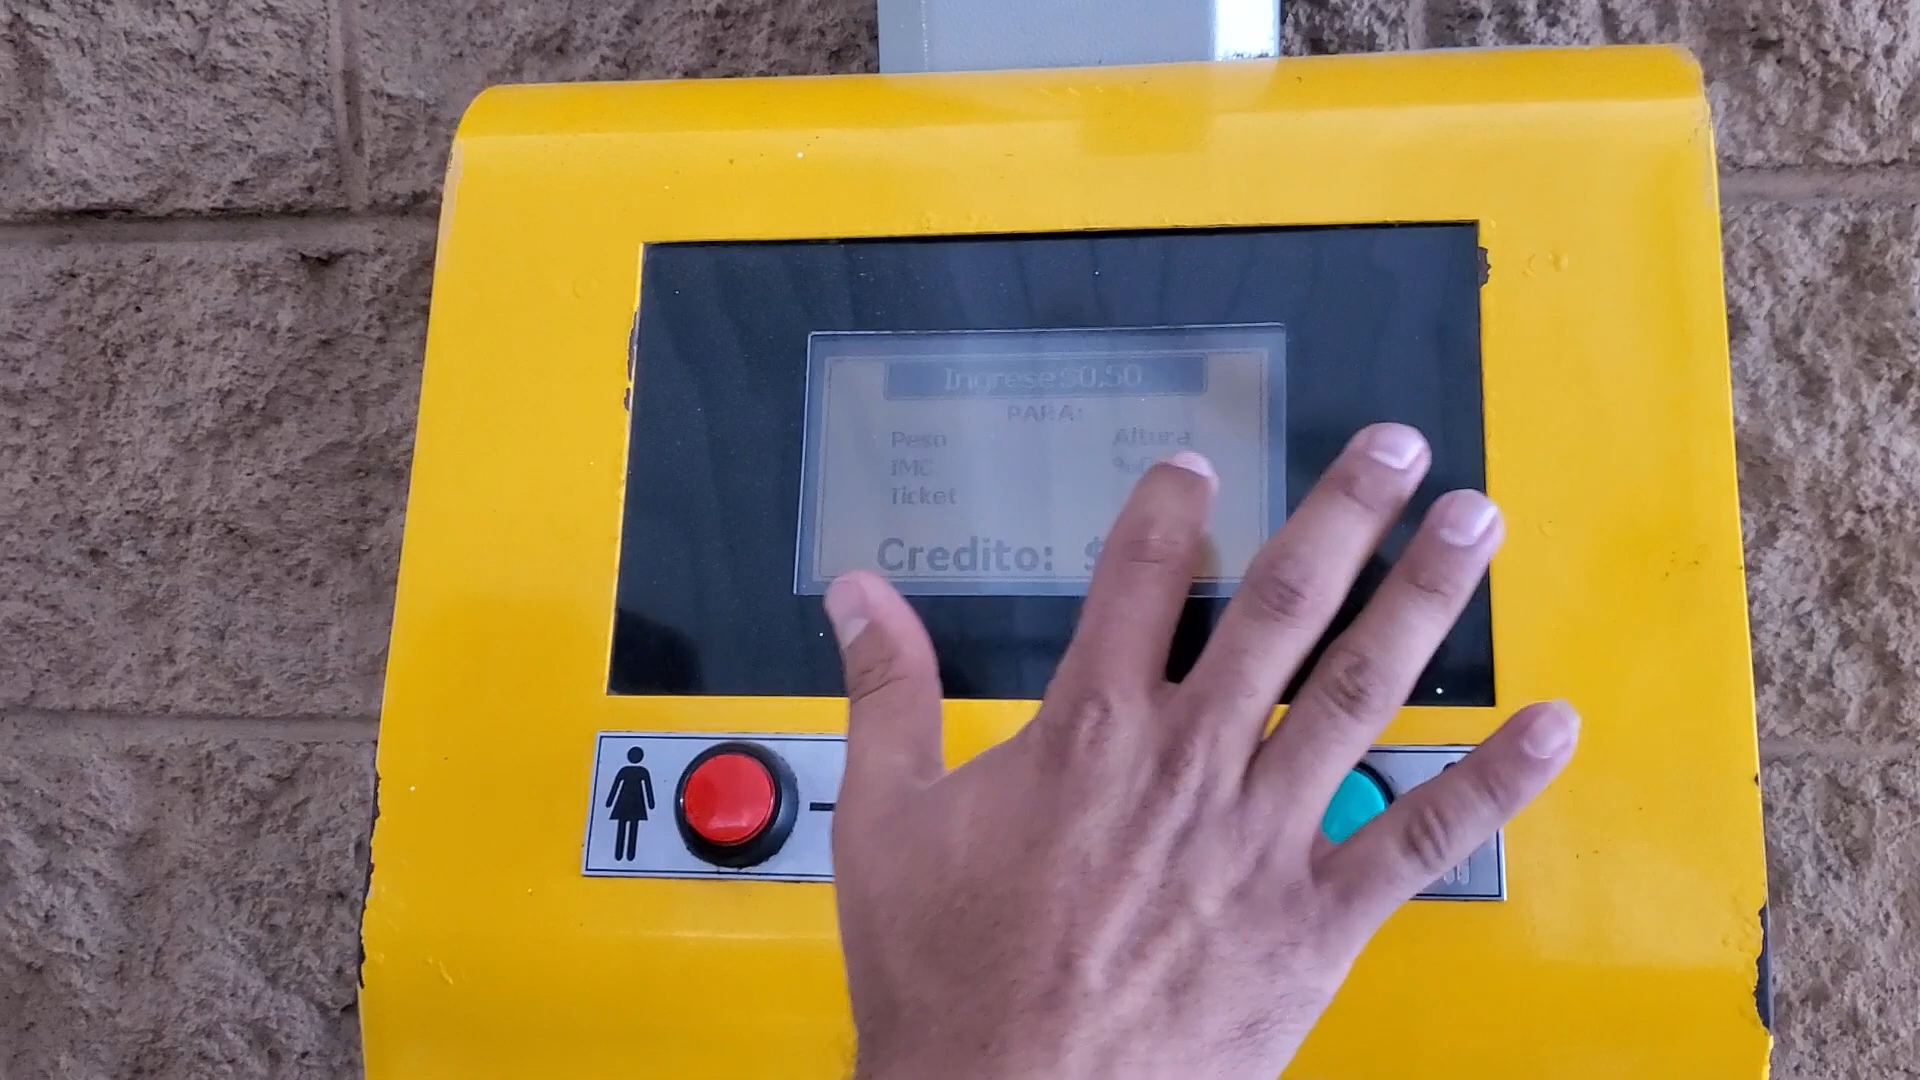 Ingrese $0.50
PARA:
Peso Altura
IMC
Ticket
Credito: $